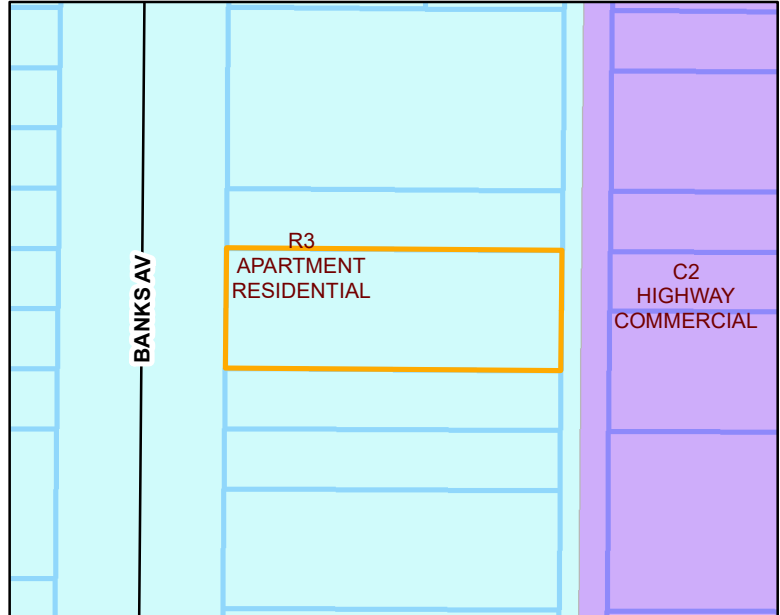 BANKS AV
R3
APARTMENT
RESIDENTIAL
C2
HIGHWAY
COMMERCIAL